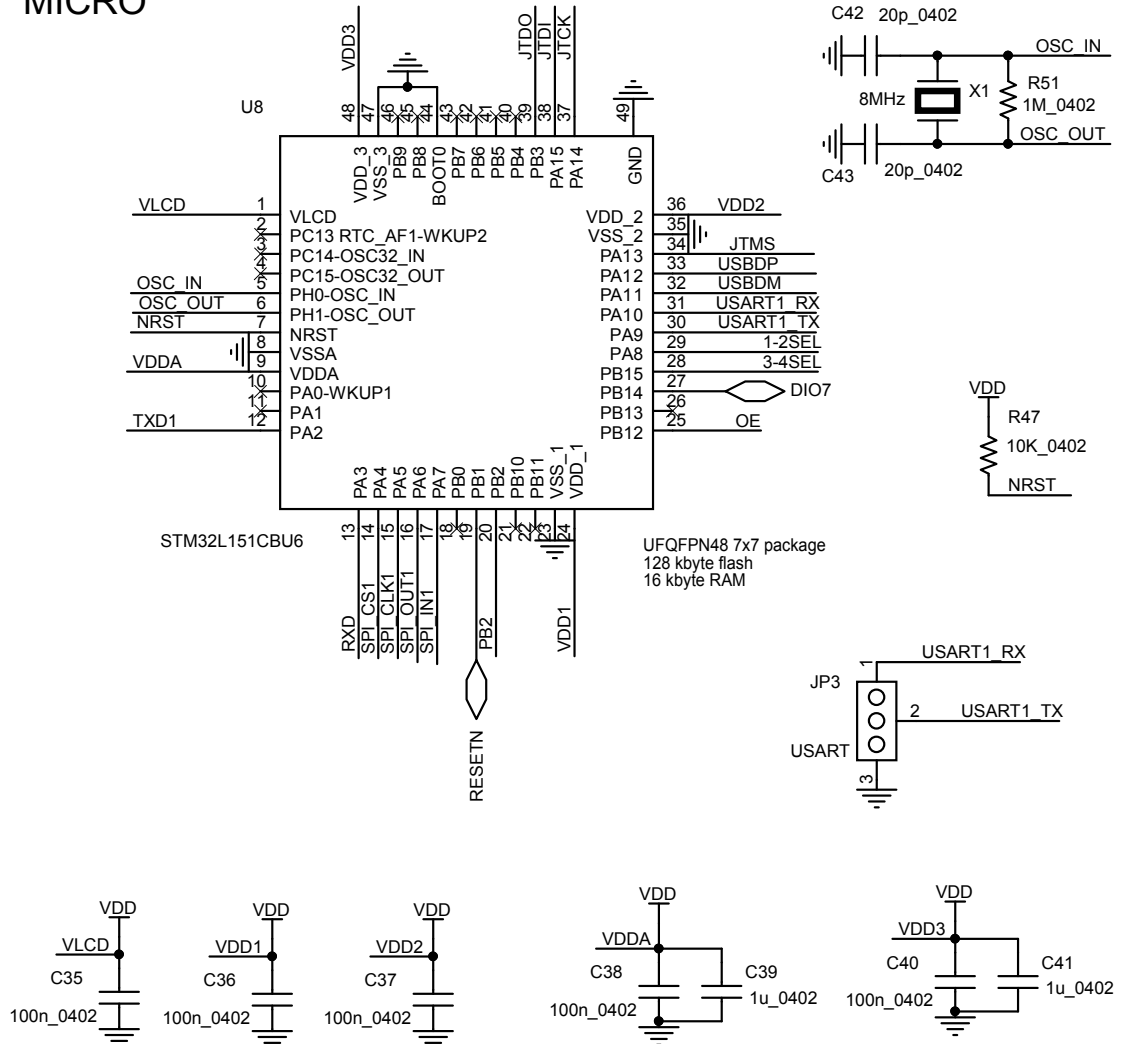 MICRO
C42 20p_0402
OSC_IN
8MHz X1
R51
1M_0402
OSC_OUT
C43 20p_0402
U8
VDD3
JTDO
JTDI
JTCK
48
47
46
45
44
43
42
41
40
39
38
37
49
VDD_3
VSS_3
PB9
PB8
BOOT0
PB7
PB6
PB5
PB4
PB3
PA15
PA14
GND
VLCD 1 VLCD
2 PC13 RTC_AF1-WKUP2
3 PC14-OSC32_IN
4 PC15-OSC32_OUT
OSC_IN 5 PH0-OSC_IN
OSC_OUT 6 PH1-OSC_OUT
NRST 7 NRST
8 VSSA
VDDA 9 VDDA
10 PA0-WKUP1
11 PA1
TXD1 12 PA2
VDD_2 36 VDD2
VSS_2 35
PA13 34 JTMS
PA12 33 USBDP
PA11 32 USBDM
PA10 31 USART1_RX
PA9 30 USART1_TX
PA8 29 1-2SEL
PB15 28 3-4SEL
PB14 27 DIO7
PB13 26
PB12 25 OE
PA3
PA4
PA5
PA6
PA7
PB0
PB1
PB2
PB10
PB11
VSS_1
VDD_1
13
14
15
16
17
18
19
20
21
22
23
24
RXD
SPI_CS1
SPI_CLK1
SPI_OUT1
SPI_IN1
RESETN
PB2
VDD1
STM32L151CBU6
UFQFPN48 7x7 package
128 kbyte flash
16 kbyte RAM
VDD
R47
10K_0402
NRST
JP3
USART
1 USART1_RX
2 USART1_TX
3
VDD
VLCD
C35
100n_0402
VDD
VDD1
C36
100n_0402
VDD
VDD2
C37
100n_0402
VDD
VDDA
C38
100n_0402
C39
1u_0402
VDD
VDD3
C40
100n_0402
C41
1u_0402